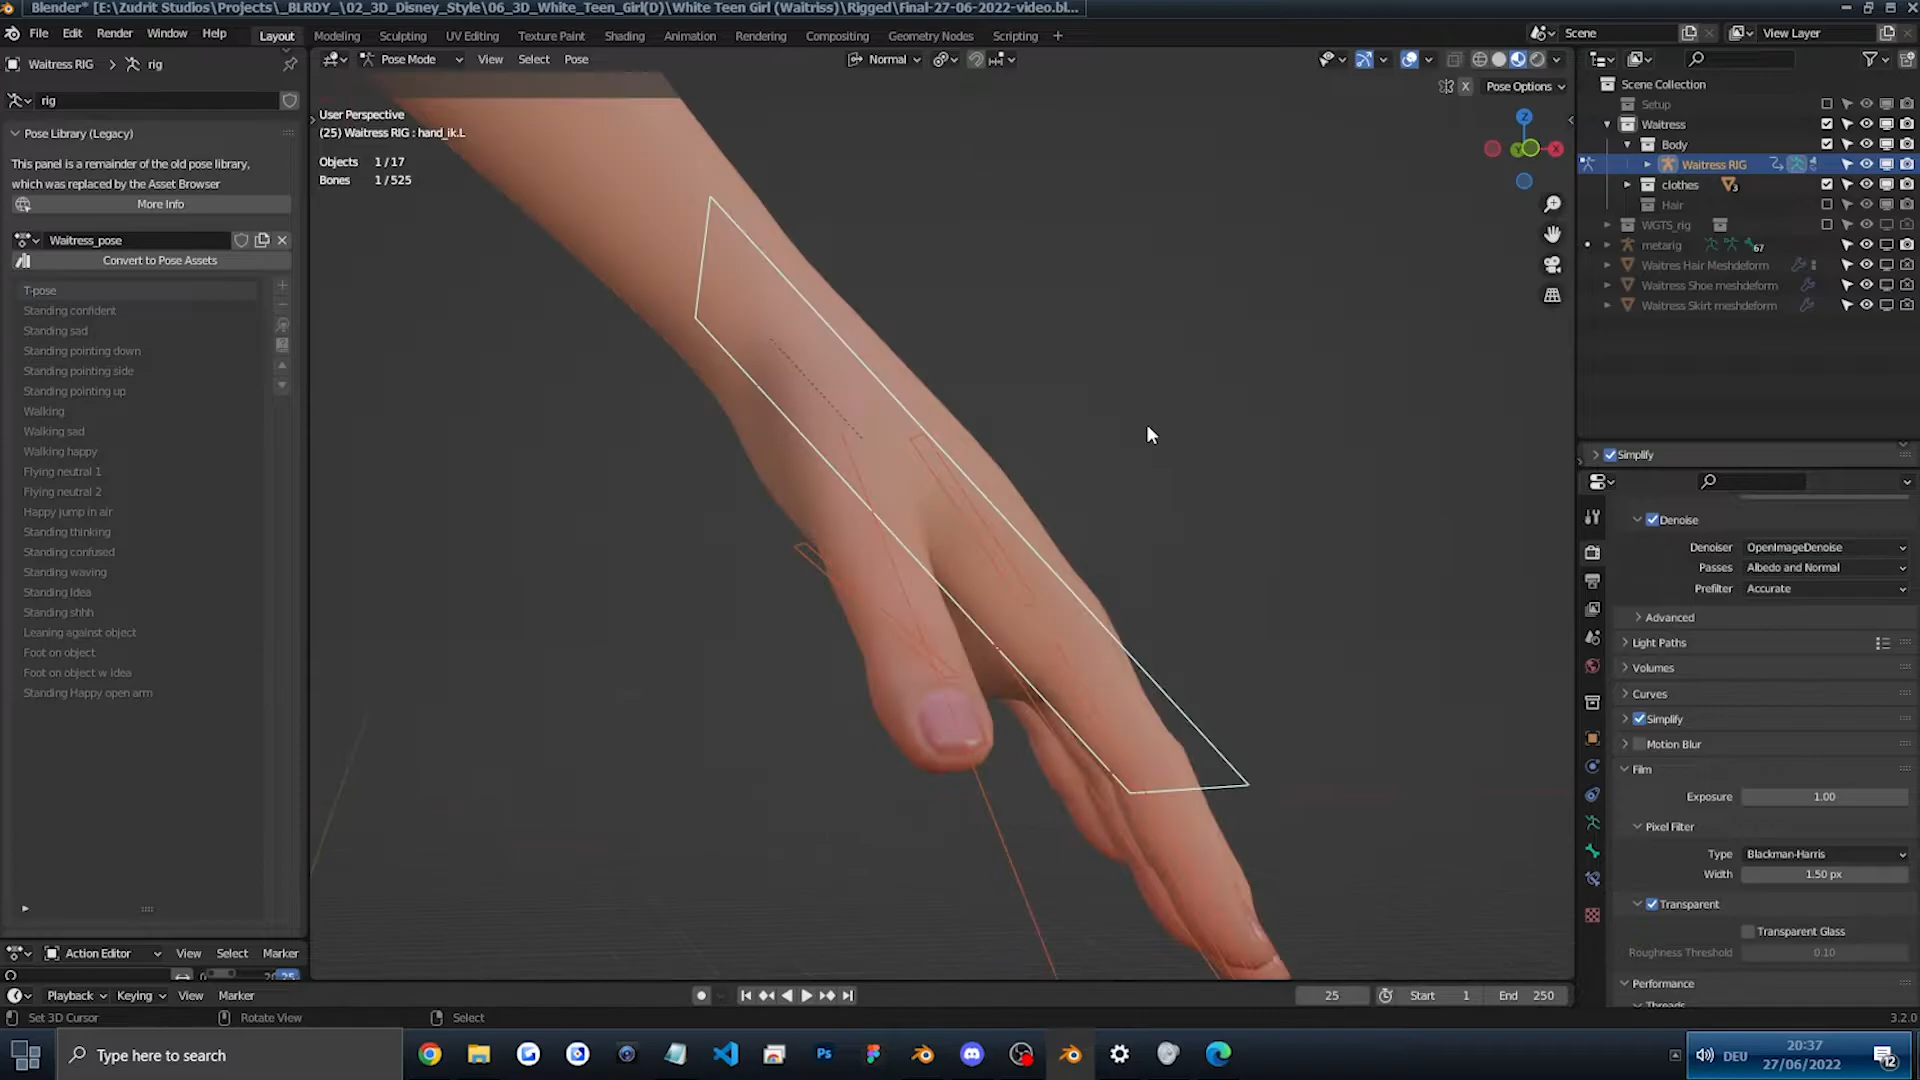 Blender* [E:\Zudrit Studios\Projects\_BLRDY_\02_3D_Disney_Style\06_3D_White_Teen_Girl(D)\White Teen Girl (Waitriss)\Rigged\Final-27-06-2022-video.bl...
File Edit Render Window Help
Layout Modeling Sculpting UV Editing Texture Paint Shading Animation Rendering Compositing Geometry Nodes Scripting +
Scene
View Layer
Waitress RIG > rig
Pose Mode View Select Pose
Normal
rig
X Pose Options
Pose Library (Legacy)
This panel is a remainder of the old pose library,
which was replaced by the Asset Browser
More Info
Waitress_pose
Convert to Pose Assets
T-pose
Standing confident
Standing sad
Standing pointing down
Standing pointing side
Standing pointing up
Walking
Walking sad
Walking happy
Flying neutral 1
Flying neutral 2
Happy jump in air
Standing thinking
Standing confused
Standing waving
Standing Idea
Standing shhh
Leaning against object
Foot on object
Foot on object w idea
Standing Happy open arm
User Perspective
(25) Waitress RIG : hand_ik.L
Objects 1/17
Bones 1/525
Z
Y
X
Scene Collection
Setup
Waitress
Body
Waitress RIG
clothes 3
Hair
WGTS_rig
metarig 67
Waitres Hair Meshdeform
Waitress Shoe meshdeform
Waitress Skirt meshdeform
Simplify
Denoise
Denoiser OpenImageDenoise
Passes Albedo and Normal
Prefilter Accurate
Advanced
Light Paths
Volumes
Curves
Simplify
Motion Blur
Film
Exposure 1.00
Pixel Filter
Type Blackman-Harris
Width 1.50 px
Transparent
Transparent Glass
Roughness Threshold 0.10
Performance
Threads
Action Editor View Select Marker
0 25
Playback Keying View Marker
25 Start 1 End 250
Set 3D Cursor Rotate View Select
3.2.0
Type here to search
Ps
DEU
20:37
27/06/2022
12